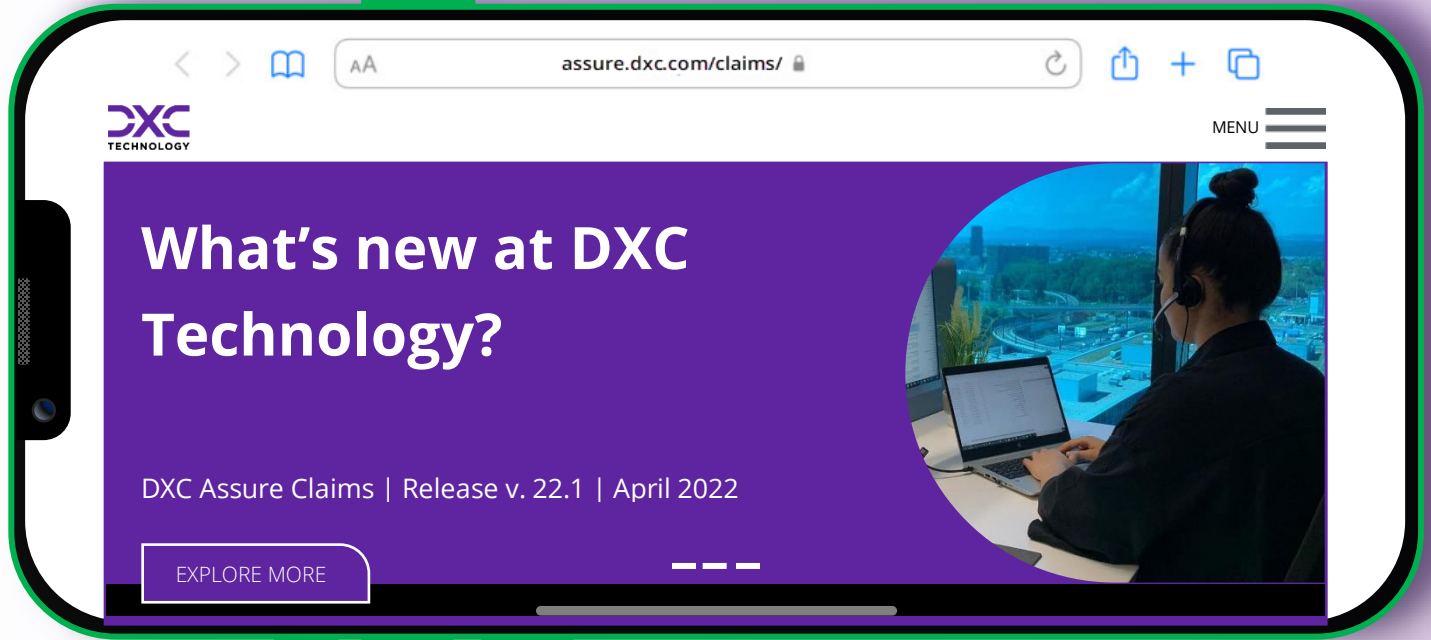 AA
assure.dxc.com/claims/
DXC
TECHNOLOGY
MENU
What’s new at DXC
Technology?
DXC Assure Claims | Release v. 22.1 | April 2022
EXPLORE MORE